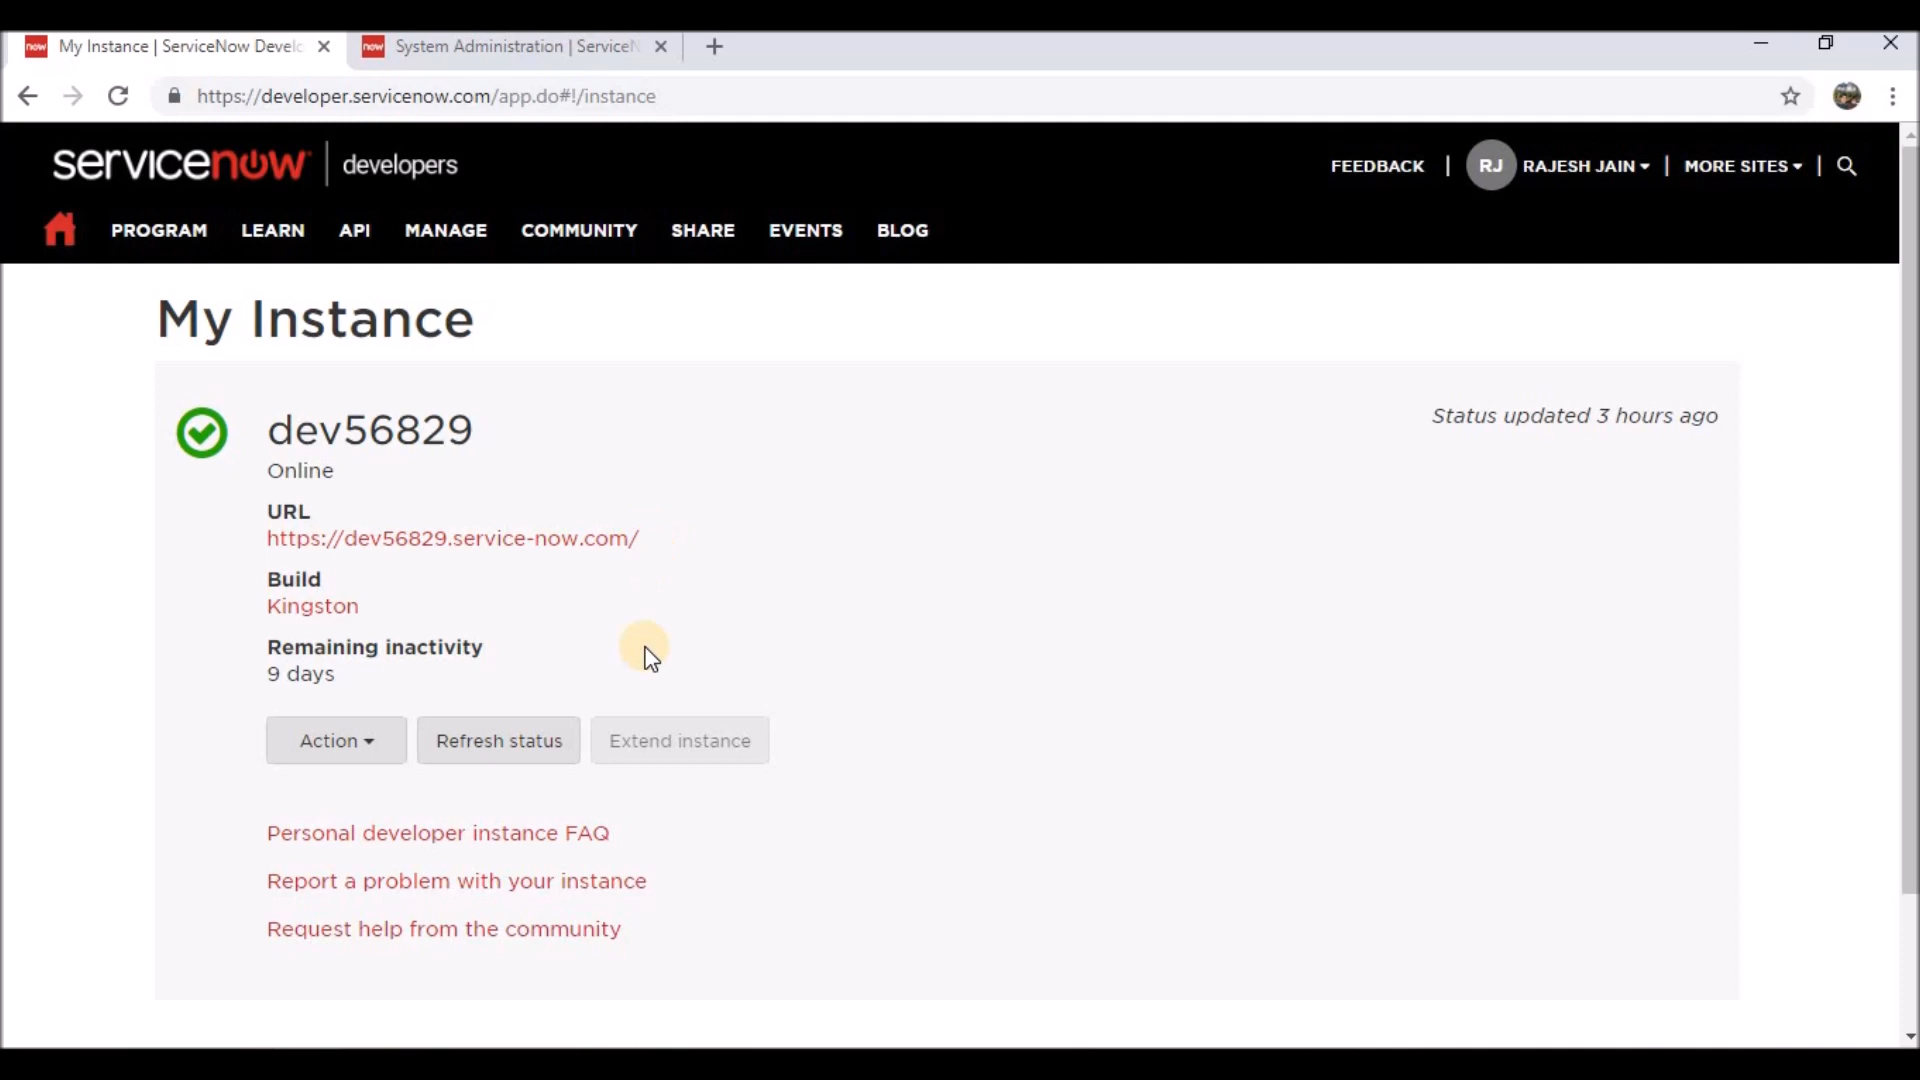 now My Instance | ServiceNow Develo
now System Administration | ServiceN
https://developer.servicenow.com/app.do#!/instance
servicenow | developers
FEEDBACK | RJ RAJESH JAIN | MORE SITES |
PROGRAM LEARN API MANAGE COMMUNITY SHARE EVENTS BLOG
My Instance
dev56829
Status updated 3 hours ago
Online
URL
https://dev56829.service-now.com/
Build
Kingston
Remaining inactivity
9 days
Action Refresh status Extend instance
Personal developer instance FAQ
Report a problem with your instance
Request help from the community